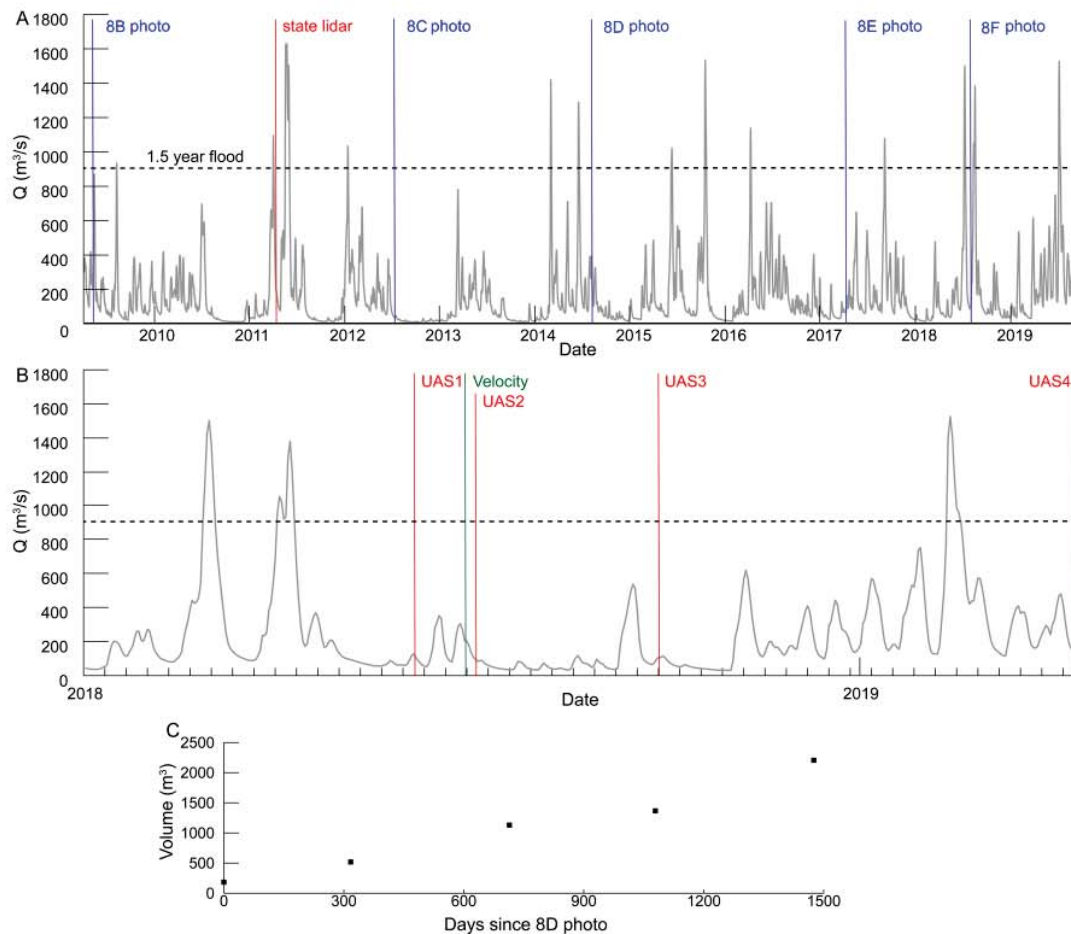 A
1800
1600
1400
1200
1000
800
600
400
200
0
Q (m³/s)
8B photo
state lidar
8C photo
8D photo
8E photo
8F photo
1.5 year flood
2010 2011 2012 2013 2014 2015 2016 2017 2018 2019
Date
B
1800
1600
1400
1200
1000
800
600
400
200
0
Q (m³/s)
UAS1
Velocity
UAS2
UAS3
UAS4
2018 2019
Date
C
2500
2000
1500
1000
500
0
Volume (m³)
0 300 600 900 1200 1500
Days since 8D photo